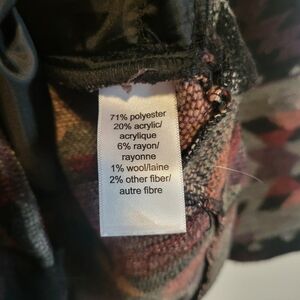 71% polyester
20% acrylic/
acrylique
6% rayon/
rayonne
1% wool/laine
2% other fiber/
autre fibre